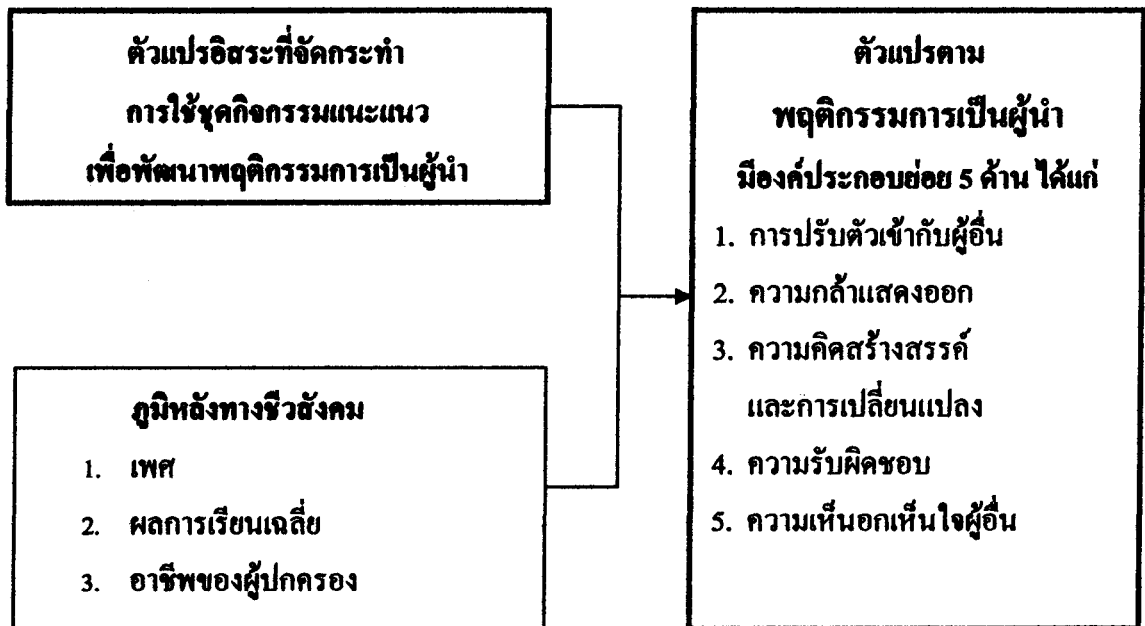 ตัวแปรอิสระที่จัดกระทำ
การใช้ชุดกิจกรรมแนะแนว
เพื่อพัฒนาพฤติกรรมการเป็นผู้นำ
ภูมิหลังทางชีวสังคม
1. เพศ
2. ผลการเรียนเฉลี่ย
3. อาชีพของผู้ปกครอง
ตัวแปรตาม
พฤติกรรมการเป็นผู้นำ
มีองค์ประกอบย่อย 5 ด้าน ได้แก่
1. การปรับตัวเข้ากับผู้อื่น
2. ความกล้าแสดงออก
3. ความคิดสร้างสรรค์
และการเปลี่ยนแปลง
4. ความรับผิดชอบ
5. ความเห็นอกเห็นใจผู้อื่น